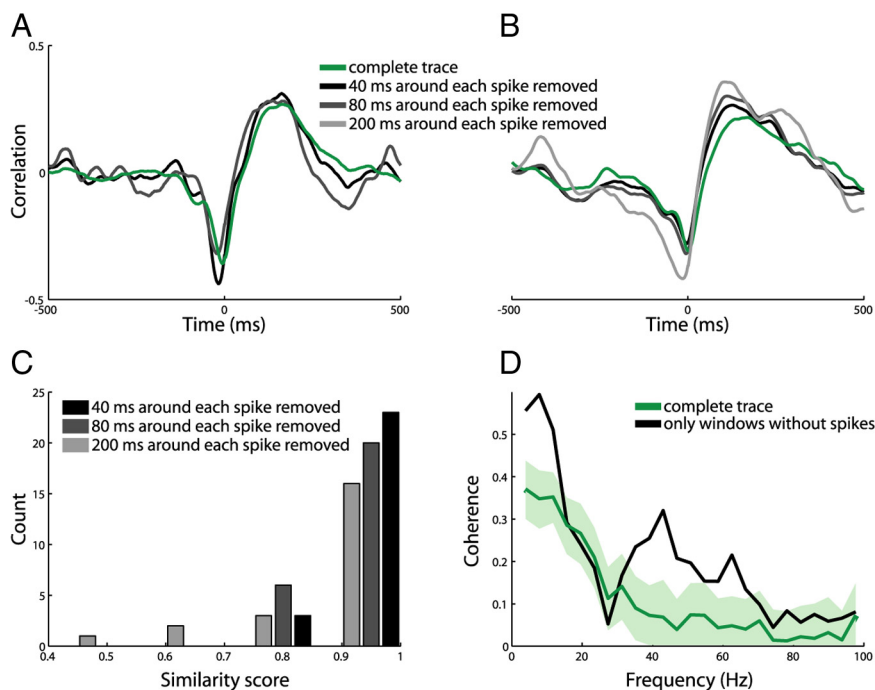 A
B
0.5
0
-0.5
Correlation
complete trace
40 ms around each spike removed
80 ms around each spike removed
200 ms around each spike removed
-500
0
500
Time (ms)
-500
0
500
Time (ms)
C
D
25
20
15
10
5
0
Count
40 ms around each spike removed
80 ms around each spike removed
200 ms around each spike removed
0.4
0.5
0.6
0.7
0.8
0.9
1
Similarity score
0.5
0.4
0.3
0.2
0.1
0
Coherence
complete trace
only windows without spikes
0
20
40
60
80
100
Frequency (Hz)